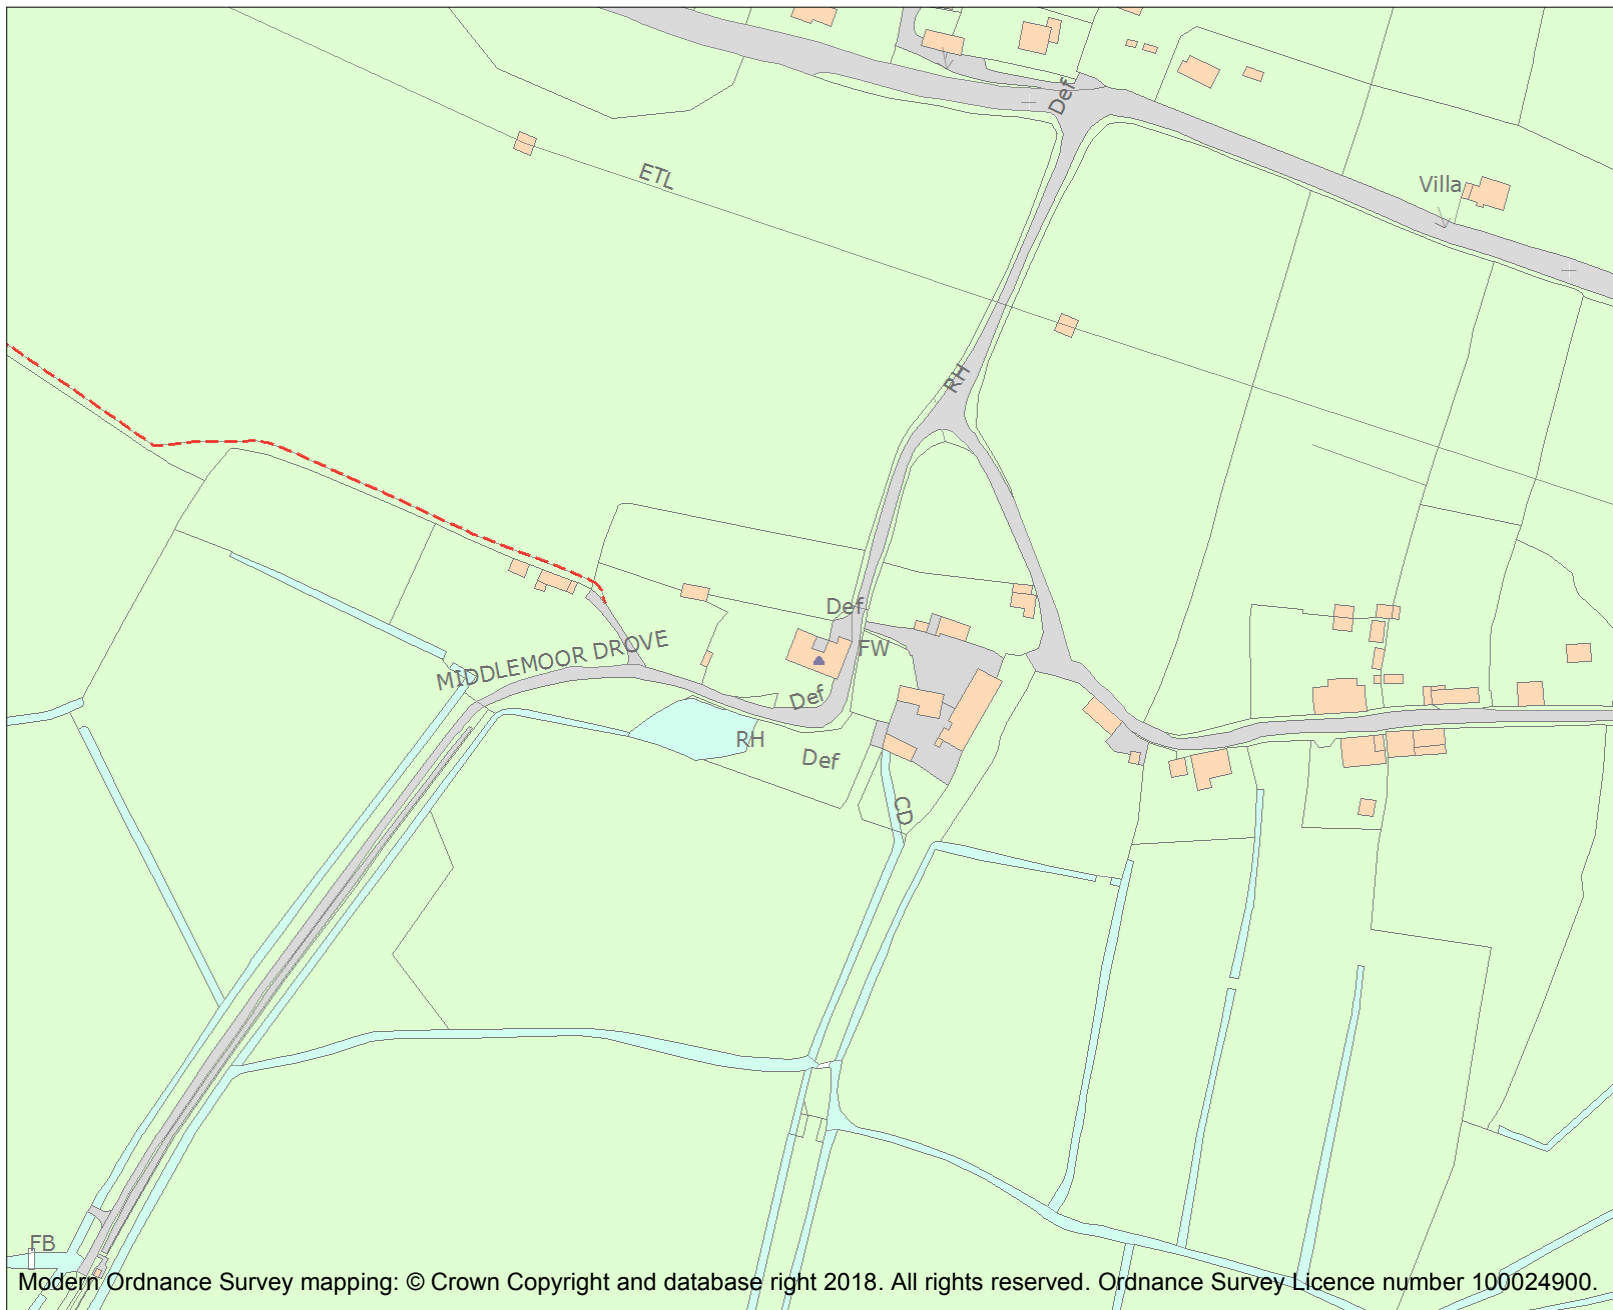 Def
Villa
ETL
RH
Def
MIDDLEMOOR DROVE
FW
Def
RH
Def
CD
FB
Modern Ordnance Survey mapping: © Crown Copyright and database right 2018. All rights reserved. Ordnance Survey Licence number 100024900.